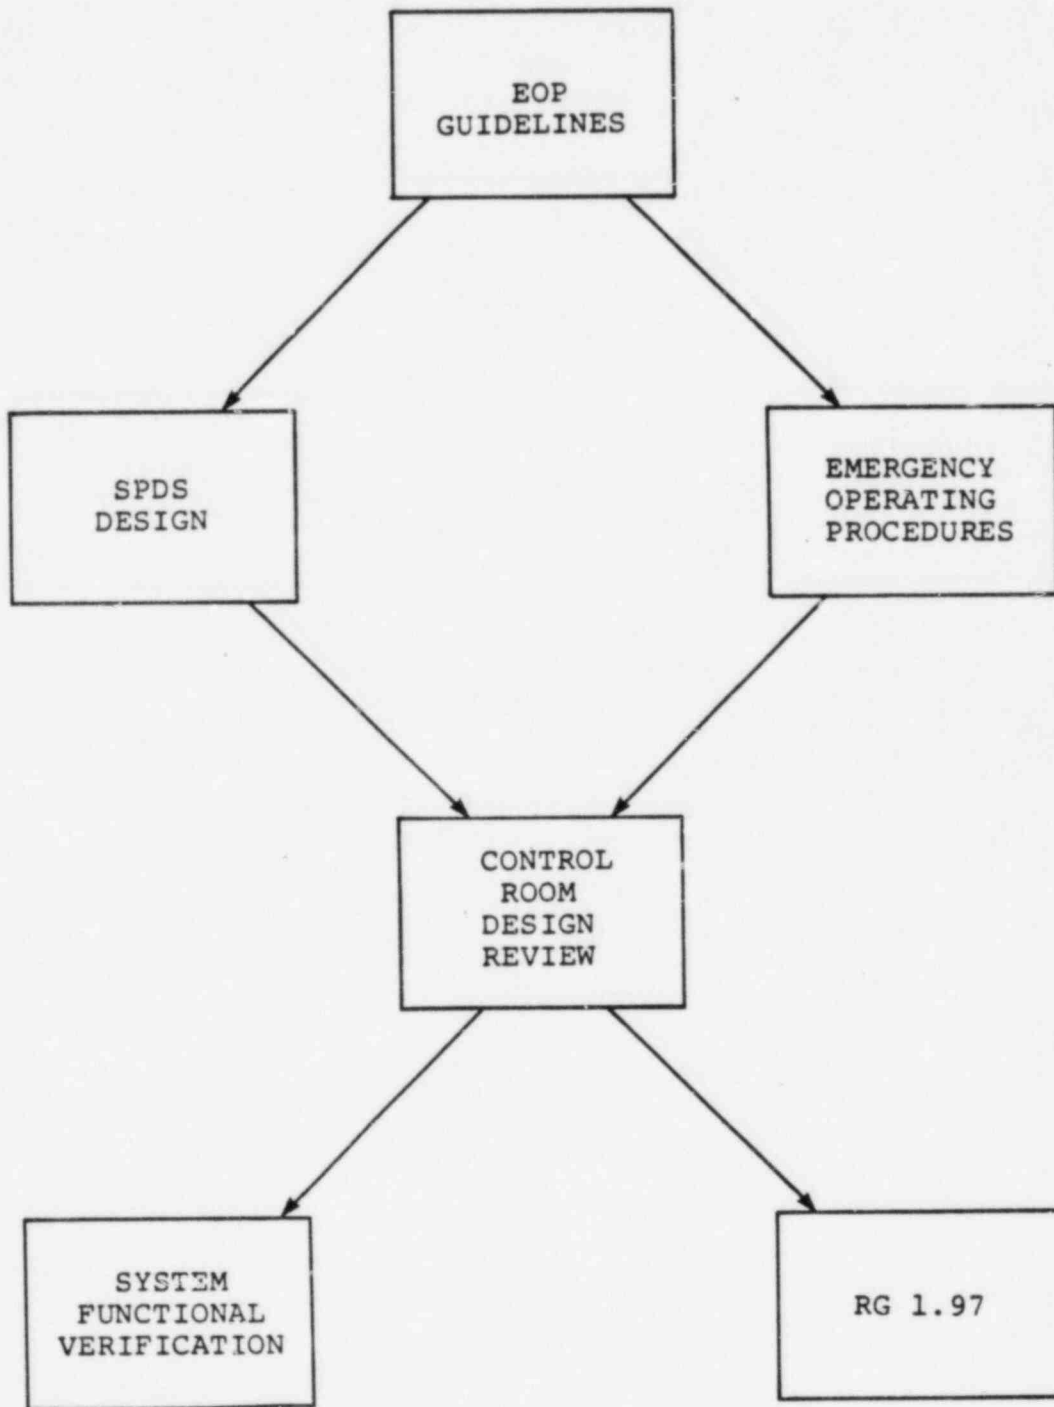 EOP
GUIDELINES
SPDS
DESIGN
EMERGENCY
OPERATING
PROCEDURES
CONTROL
ROOM
DESIGN
REVIEW
SYSTEM
FUNCTIONAL
VERIFICATION
RG 1.97